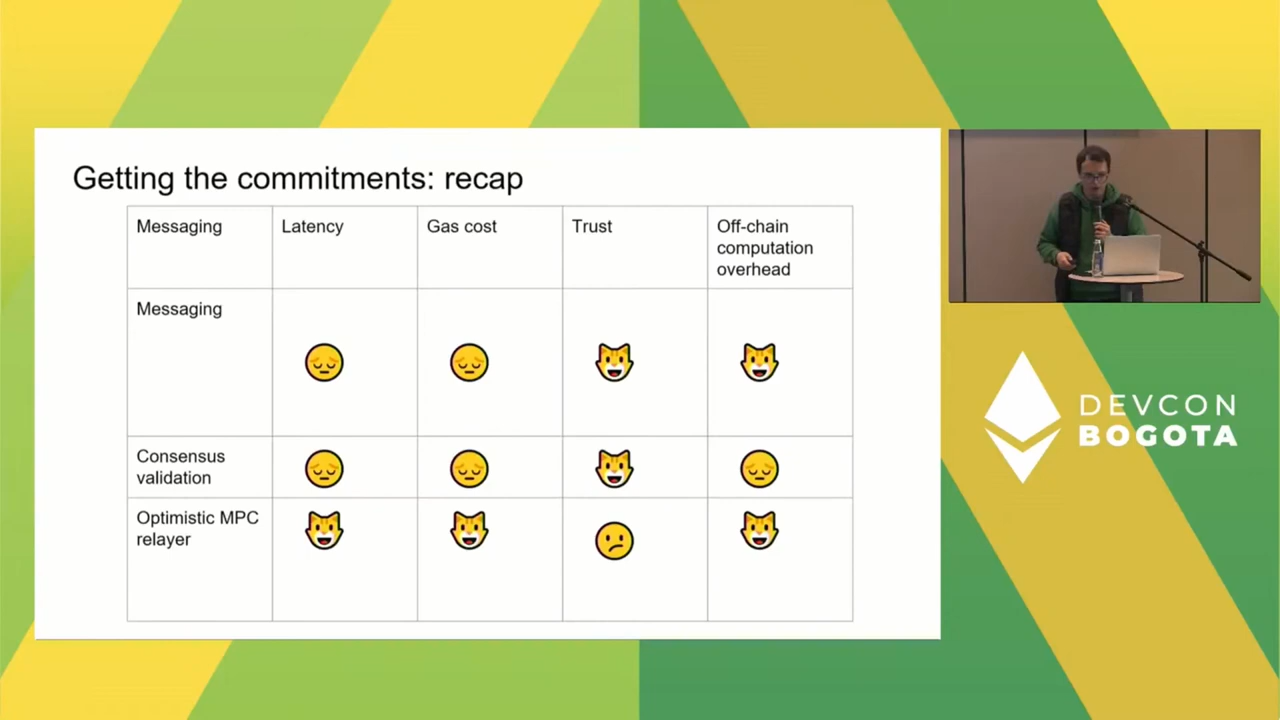 Getting the commitments: recap
Messaging
Latency
Gas cost
Trust
Off-chain
computation
overhead
Messaging
Consensus
validation
Optimistic MPC
relayer
DEVCON
BOGOTA